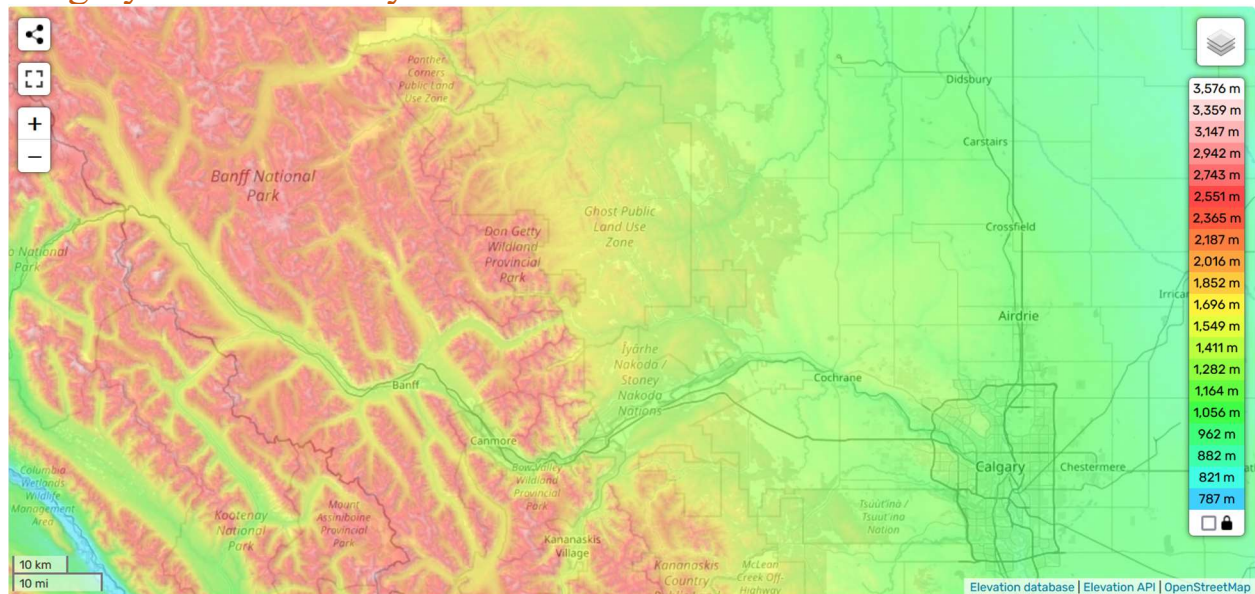 Panther
Corners
Public Land
Use Zone
Didsbury
Carstairs
Banff National
Park
Ghost Public
Land Use
Zone
Crossfield
Don Getty
Wildland
Provincial
Park
o National
Park
Irrican
Airdrie
Îyârhe
Nakoda /
Stoney
Nakoda
Nations
Cochrane
Banff
Canmore
Calgary
Chestermere
Bow Valley
Wildland
Provincial
Park
Columbia
Wetlands
Wildlife
Management
Area
Kootenay
National
Park
Mount
Assiniboine
Provincial
Park
Tsúùt'ínà /
Tsuut'ina
Nation
Kananaskis
Village
Kananaskis
Country
McLean
Creek Off-
Highway
+
−
3,576 m
3,359 m
3,147 m
2,942 m
2,743 m
2,551 m
2,365 m
2,187 m
2,016 m
1,852 m
1,696 m
1,549 m
1,411 m
1,282 m
1,164 m
1,056 m
962 m
882 m
821 m
787 m
10 km
10 mi
Elevation database | Elevation API | OpenStreetMap